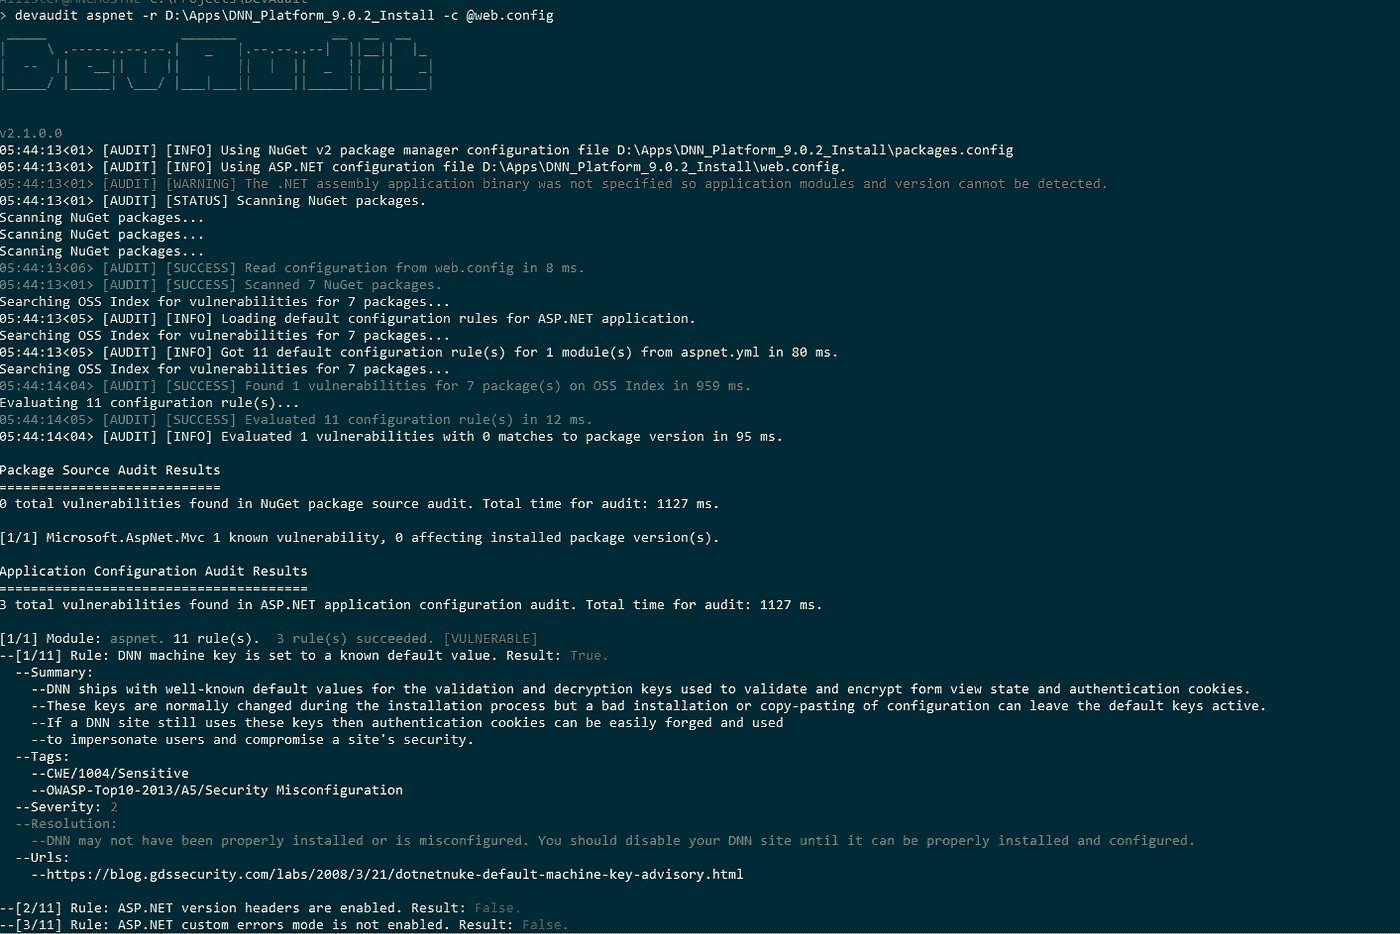 > devaudit aspnet -r D:\Apps\DNN_Platform_9.0.2_Install -c @web.config
DevAudit
v2.1.0.0
05:44:13<01> [AUDIT] [INFO] Using NuGet v2 package manager configuration file D:\Apps\DNN_Platform_9.0.2_Install\packages.config
05:44:13<01> [AUDIT] [INFO] Using ASP.NET configuration file D:\Apps\DNN_Platform_9.0.2_Install\web.config.
05:44:13<01> [AUDIT] [WARNING] The .NET assembly application binary was not specified so application modules and version cannot be detected.
05:44:13<01> [AUDIT] [STATUS] Scanning NuGet packages.
Scanning NuGet packages...
Scanning NuGet packages...
Scanning NuGet packages...
05:44:13<06> [AUDIT] [SUCCESS] Read configuration from web.config in 8 ms.
05:44:13<01> [AUDIT] [SUCCESS] Scanned 7 NuGet packages.
Searching OSS Index for vulnerabilities for 7 packages...
05:44:13<05> [AUDIT] [INFO] Loading default configuration rules for ASP.NET application.
Searching OSS Index for vulnerabilities for 7 packages...
05:44:13<05> [AUDIT] [INFO] Got 11 default configuration rule(s) for 1 module(s) from aspnet.yml in 80 ms.
Searching OSS Index for vulnerabilities for 7 packages...
05:44:14<04> [AUDIT] [SUCCESS] Found 1 vulnerabilities for 7 package(s) on OSS Index in 959 ms.
Evaluating 11 configuration rule(s)...
05:44:14<05> [AUDIT] [SUCCESS] Evaluated 11 configuration rule(s) in 12 ms.
05:44:14<04> [AUDIT] [INFO] Evaluated 1 vulnerabilities with 0 matches to package version in 95 ms.
Package Source Audit Results
============================
0 total vulnerabilities found in NuGet package source audit. Total time for audit: 1127 ms.
[1/1] Microsoft.AspNet.Mvc 1 known vulnerability, 0 affecting installed package version(s).
Application Configuration Audit Results
=======================================
3 total vulnerabilities found in ASP.NET application configuration audit. Total time for audit: 1127 ms.
[1/1] Module: aspnet. 11 rule(s).  3 rule(s) succeeded. [VULNERABLE]
--[1/11] Rule: DNN machine key is set to a known default value. Result: True.
--Summary:
--DNN ships with well-known default values for the validation and decryption keys used to validate and encrypt form view state and authentication cookies.
--These keys are normally changed during the installation process but a bad installation or copy-pasting of configuration can leave the default keys active.
--If a DNN site still uses these keys then authentication cookies can be easily forged and used
--to impersonate users and compromise a site's security.
--Tags:
--CWE/1004/Sensitive
--OWASP-Top10-2013/A5/Security Misconfiguration
--Severity: 2
--Resolution:
--DNN may not have been properly installed or is misconfigured. You should disable your DNN site until it can be properly installed and configured.
--Urls:
--https://blog.gdssecurity.com/labs/2008/3/21/dotnetnuke-default-machine-key-advisory.html
--[2/11] Rule: ASP.NET version headers are enabled. Result: False.
--[3/11] Rule: ASP.NET custom errors mode is not enabled. Result: False.